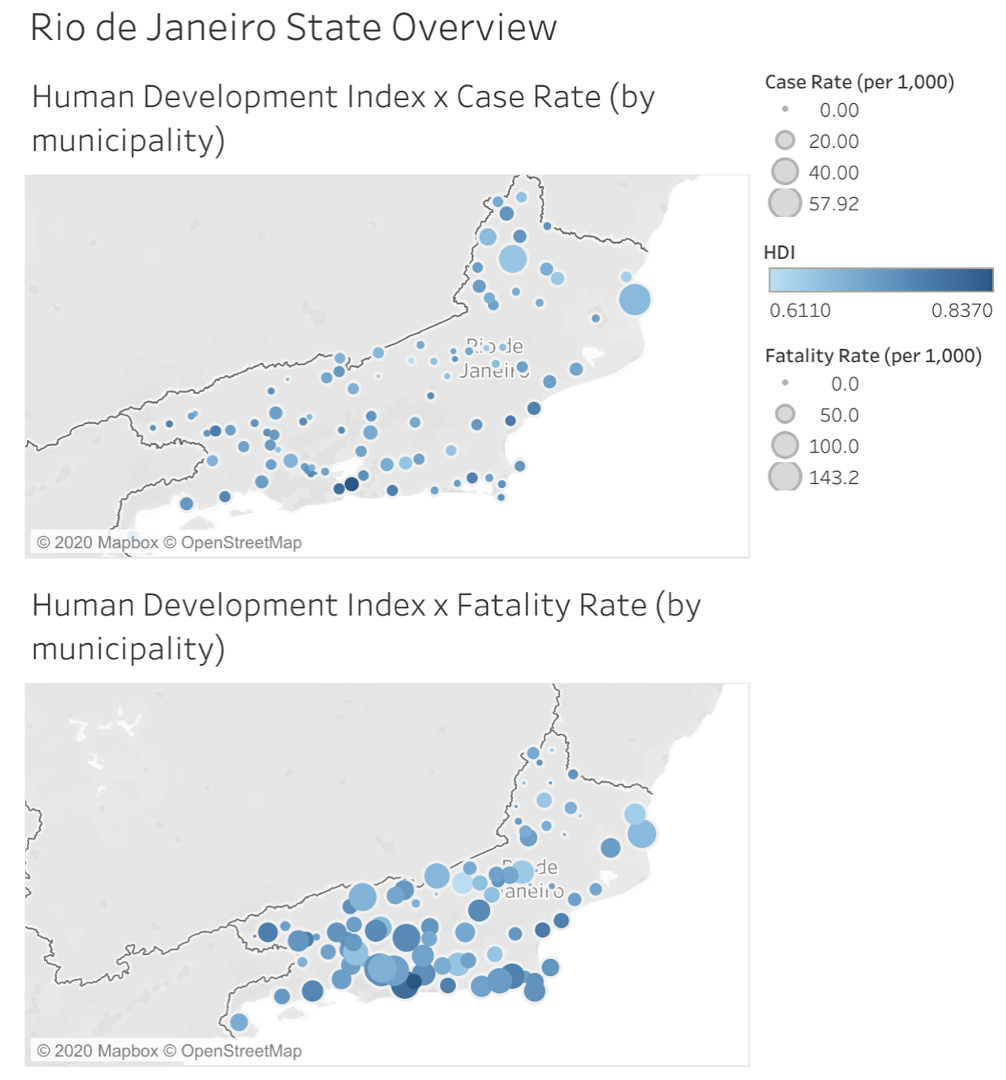 Rio de Janeiro State Overview
Human Development Index x Case Rate (by
municipality)
Rio de
Janeiro
© 2020 Mapbox © OpenStreetMap
Case Rate (per 1,000)
0.00
20.00
40.00
57.92
HDI
0.6110 0.8370
Fatality Rate (per 1,000)
0.0
50.0
100.0
143.2
Human Development Index x Fatality Rate (by
municipality)
de
aneiro
© 2020 Mapbox © OpenStreetMap